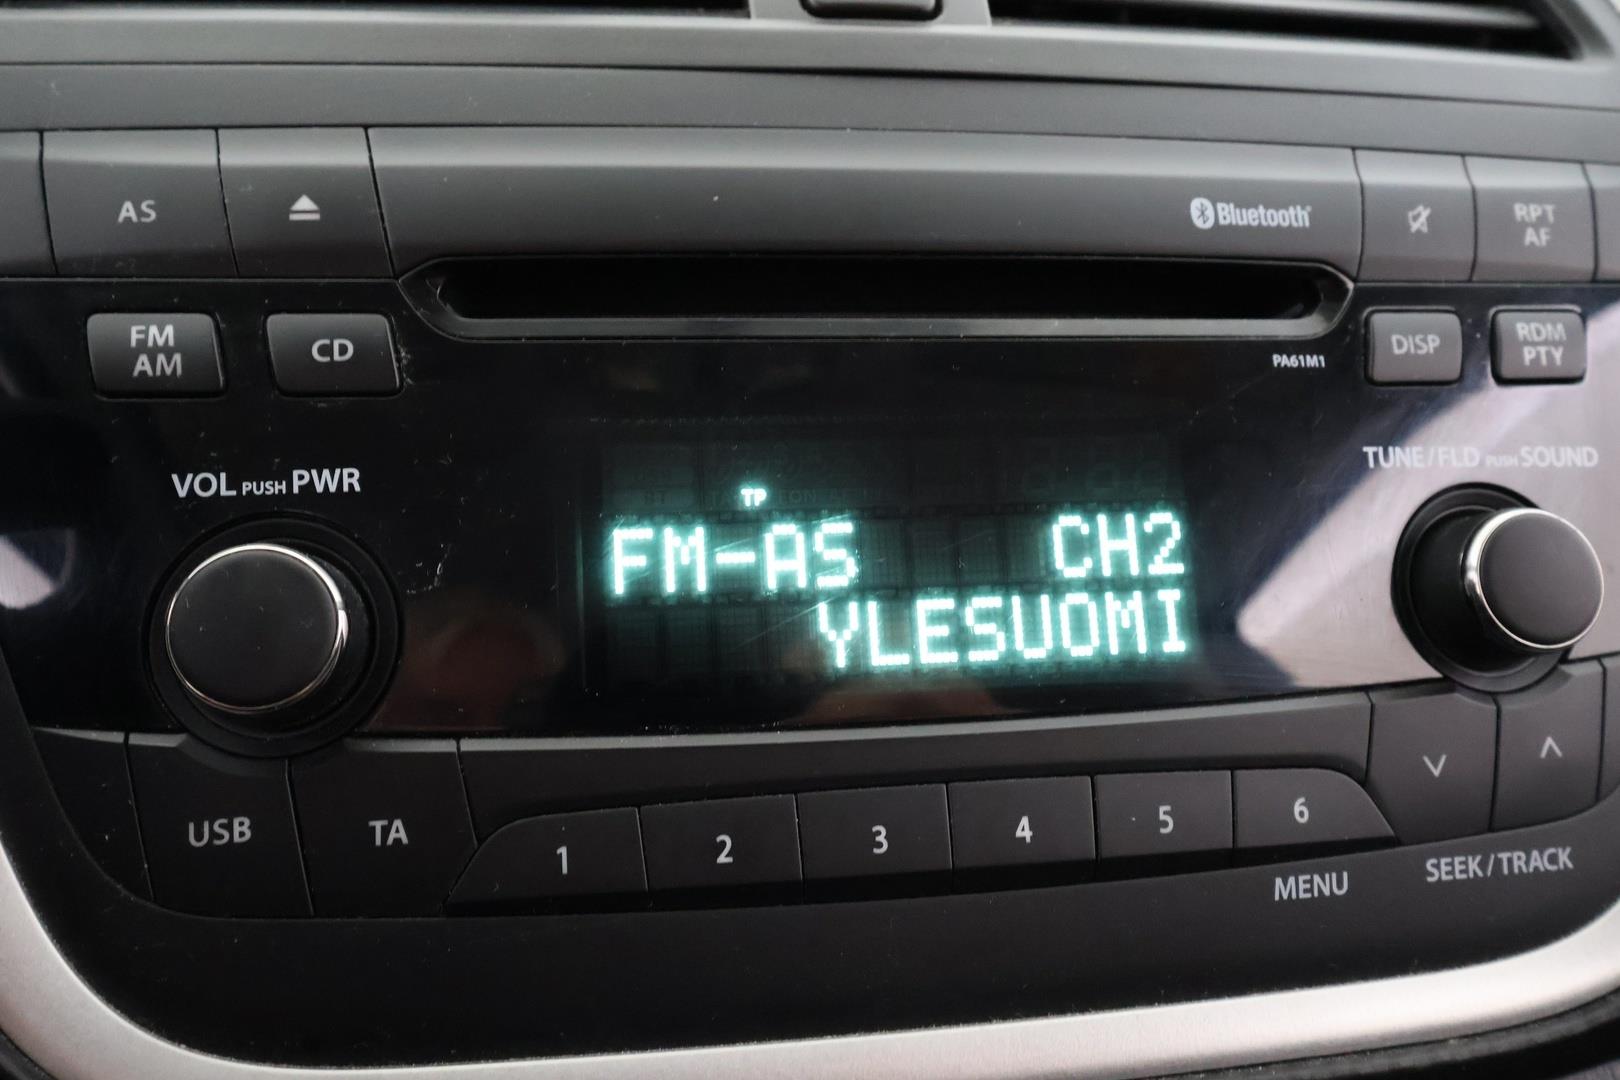 AS
Bluetooth
RPT
AF
FM
AM
CD
PA61M1
DISP
RDM
PTY
VOL PUSH PWR
TUNE/FLD PUSH SOUND
TP
FM-AS CH2
YLESUOMI
USB
TA
1
2
3
4
5
6
MENU
SEEK/TRACK